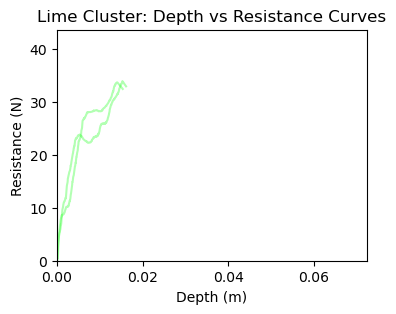 Lime Cluster: Depth vs Resistance Curves
40
30
20
10
0
Resistance (N)
0.00 0.02 0.04 0.06
Depth (m)